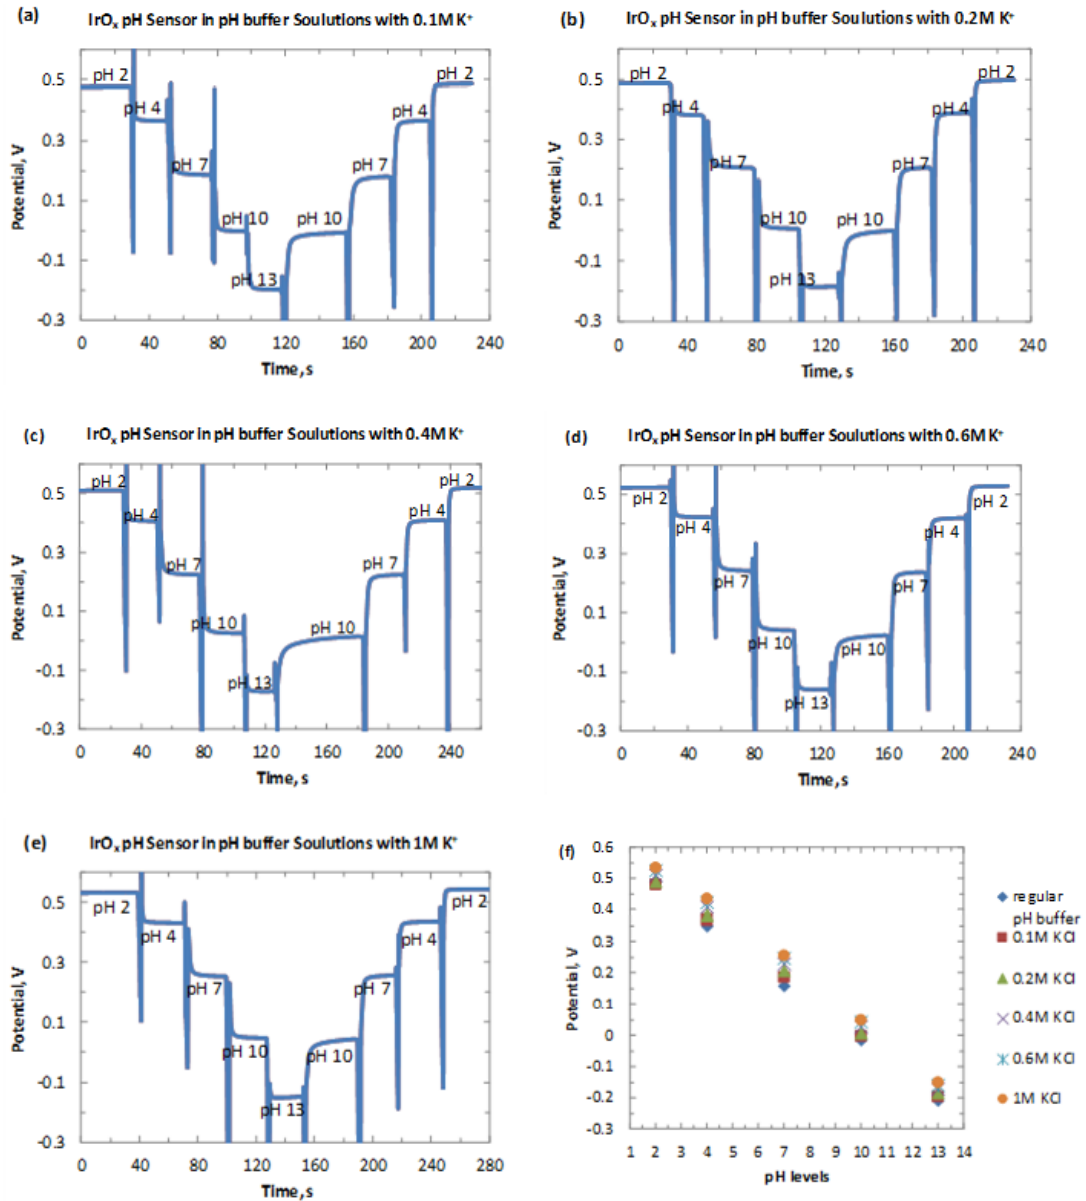 (a) IrOₓ pH Sensor in pH buffer Soulutions with 0.1M K⁺
pH 2
pH 4
pH 7
pH 10
pH 13
pH 10
pH 7
pH 4
pH 2
0.5
0.3
0.1
-0.1
-0.3
Potential, V
0 40 80 120 160 200 240
Time, s
(b) IrOₓ pH Sensor in pH buffer Soulutions with 0.2M K⁺
pH 2
pH 4
pH 7
pH 10
pH 13
pH 10
pH 7
pH 4
pH 2
0.5
0.3
0.1
-0.1
-0.3
Potential, V
0 40 80 120 160 200 240
Time, s
(c) IrOₓ pH Sensor in pH buffer Soulutions with 0.4M K⁺
pH 2
pH 4
pH 7
pH 10
pH 13
pH 10
pH 7
pH 4
pH 2
0.5
0.3
0.1
-0.1
-0.3
Potential, V
0 40 80 120 160 200 240
Time, s
(d) IrOₓ pH Sensor in pH buffer Soulutions with 0.6M K⁺
pH 2
pH 4
pH 7
pH 10
pH 13
pH 10
pH 7
pH 4
pH 2
0.5
0.3
0.1
-0.1
-0.3
Potential, V
0 40 80 120 160 200 240
Time, s
(e) IrOₓ pH Sensor in pH buffer Soulutions with 1M K⁺
pH 2
pH 4
pH 7
pH 10
pH 13
pH 10
pH 7
pH 4
pH 2
0.5
0.3
0.1
-0.1
-0.3
Potential, V
0 40 80 120 160 200 240 280
Time, s
(f)
0.6
0.5
0.4
0.3
0.2
0.1
0
-0.1
-0.2
-0.3
Potential, V
1 2 3 4 5 6 7 8 9 10 11 12 13 14
pH levels
regular
pH buffer
0.1M KCl
0.2M KCl
0.4M KCl
0.6M KCl
1M KCl